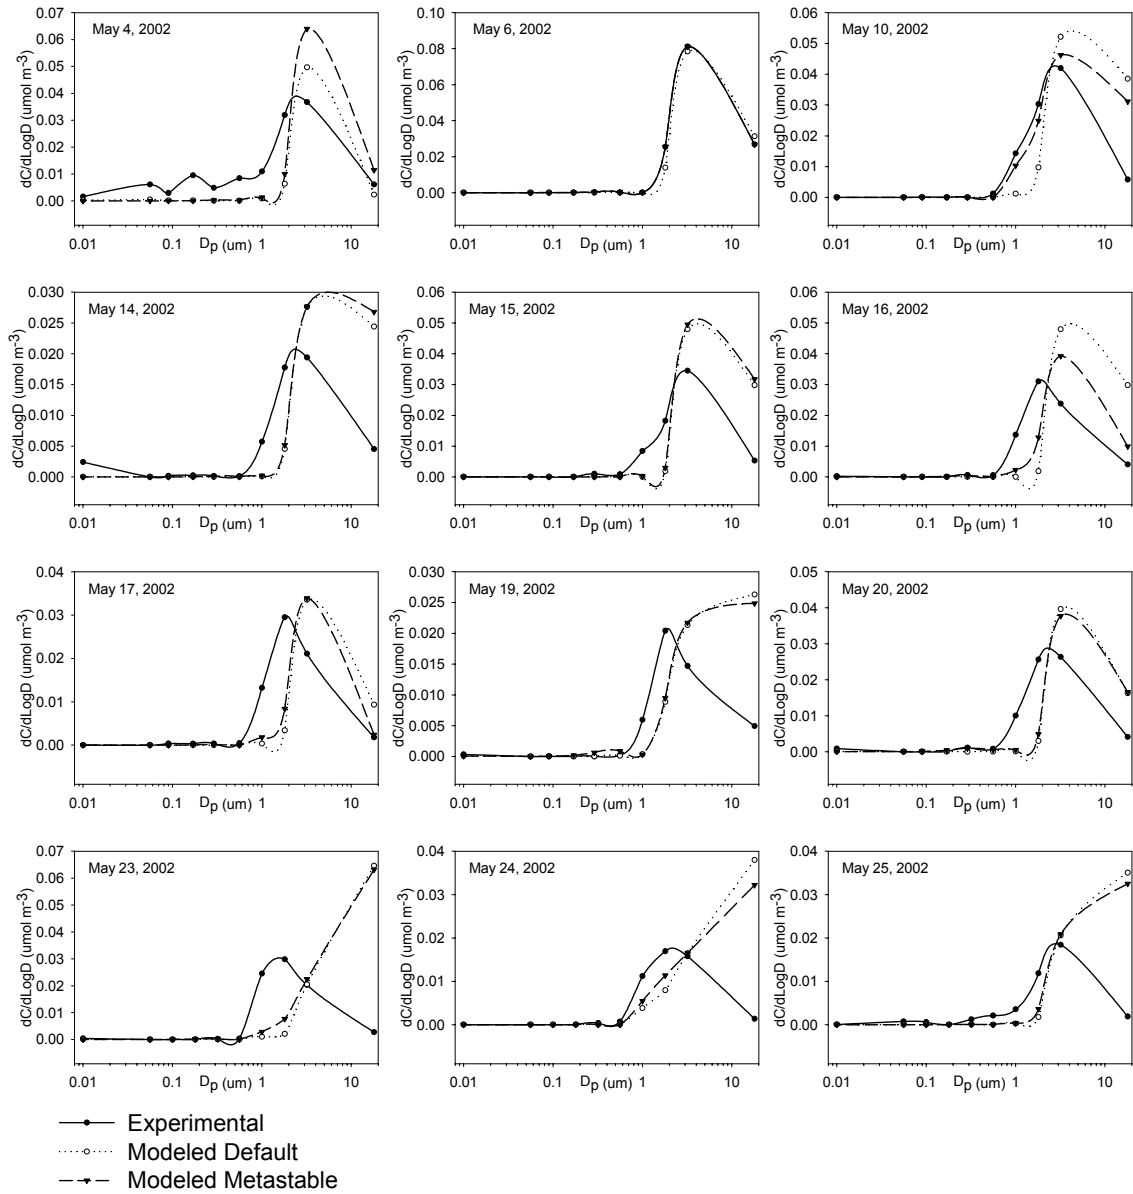 May 4, 2002
dC/dLogD (umol m-3)
0.07
0.06
0.05
0.04
0.03
0.02
0.01
0.00
0.01 0.1 1 10
Dp (um)
May 6, 2002
dC/dLogD (umol m-3)
0.10
0.08
0.06
0.04
0.02
0.00
0.01 0.1 1 10
Dp (um)
May 10, 2002
dC/dLogD (umol m-3)
0.06
0.05
0.04
0.03
0.02
0.01
0.00
0.01 0.1 1 10
Dp (um)
May 14, 2002
dC/dLogD (umol m-3)
0.030
0.025
0.020
0.015
0.010
0.005
0.000
0.01 0.1 1 10
Dp (um)
May 15, 2002
dC/dLogD (umol m-3)
0.06
0.05
0.04
0.03
0.02
0.01
0.00
0.01 0.1 1 10
Dp (um)
May 16, 2002
dC/dLogD (umol m-3)
0.06
0.05
0.04
0.03
0.02
0.01
0.00
0.01 0.1 1 10
Dp (um)
May 17, 2002
dC/dLogD (umol m-3)
0.04
0.03
0.02
0.01
0.00
0.01 0.1 1 10
Dp (um)
May 19, 2002
dC/dLogD (umol m-3)
0.030
0.025
0.020
0.015
0.010
0.005
0.000
0.01 0.1 1 10
Dp (um)
May 20, 2002
dC/dLogD (umol m-3)
0.05
0.04
0.03
0.02
0.01
0.00
0.01 0.1 1 10
Dp (um)
May 23, 2002
dC/dLogD (umol m-3)
0.07
0.06
0.05
0.04
0.03
0.02
0.01
0.00
0.01 0.1 1 10
Dp (um)
May 24, 2002
dC/dLogD (umol m-3)
0.04
0.03
0.02
0.01
0.00
0.01 0.1 1 10
Dp (um)
May 25, 2002
dC/dLogD (umol m-3)
0.04
0.03
0.02
0.01
0.00
0.01 0.1 1 10
Dp (um)
Experimental
Modeled Default
Modeled Metastable